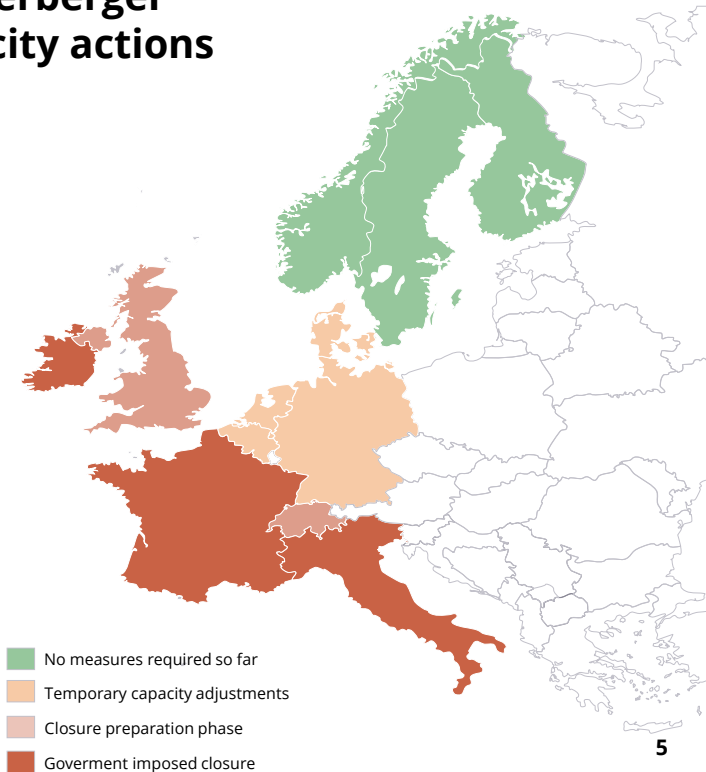 city actions
No measures required so far
Temporary capacity adjustments
Closure preparation phase
Goverment imposed closure
5